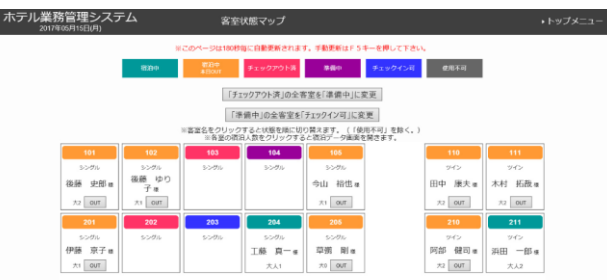 ホテル業務管理システム
2017年05月15日(月)
客室状態マップ
トップメニュー
※このページは180秒毎に自動更新されます。手動更新はF5キーを押して下さい。
宿泊中 宿泊中 チェックアウト済 準備中 チェックイン可 使用不可
「チェックアウト済」の全客室を「準備中」に変更
「準備中」の全客室を「チェックイン可」に変更
※客室名をクリックすると状態を順に切り替えます。(「使用不可」を除く。)
※各室の宿泊人数をクリックすると宿泊データ画面を開きます。
101 102 103 104 105 110 111
シングル シングル シングル シングル シングル ツイン ツイン
後藤 史郎様 後藤 ゆり子様 今山 裕也様 田中 康夫様 木村 拓哉様
大2 OUT 大1 OUT 大1 OUT 大2 OUT 大2 OUT
201 202 203 204 205 210 211
シングル シングル シングル シングル シングル ツイン ツイン
伊藤 京子様 工藤 真一様 草薙 剛様 阿部 健司様 浜田 一郎様
大1 OUT 大人1 OUT 大2 OUT 大人2